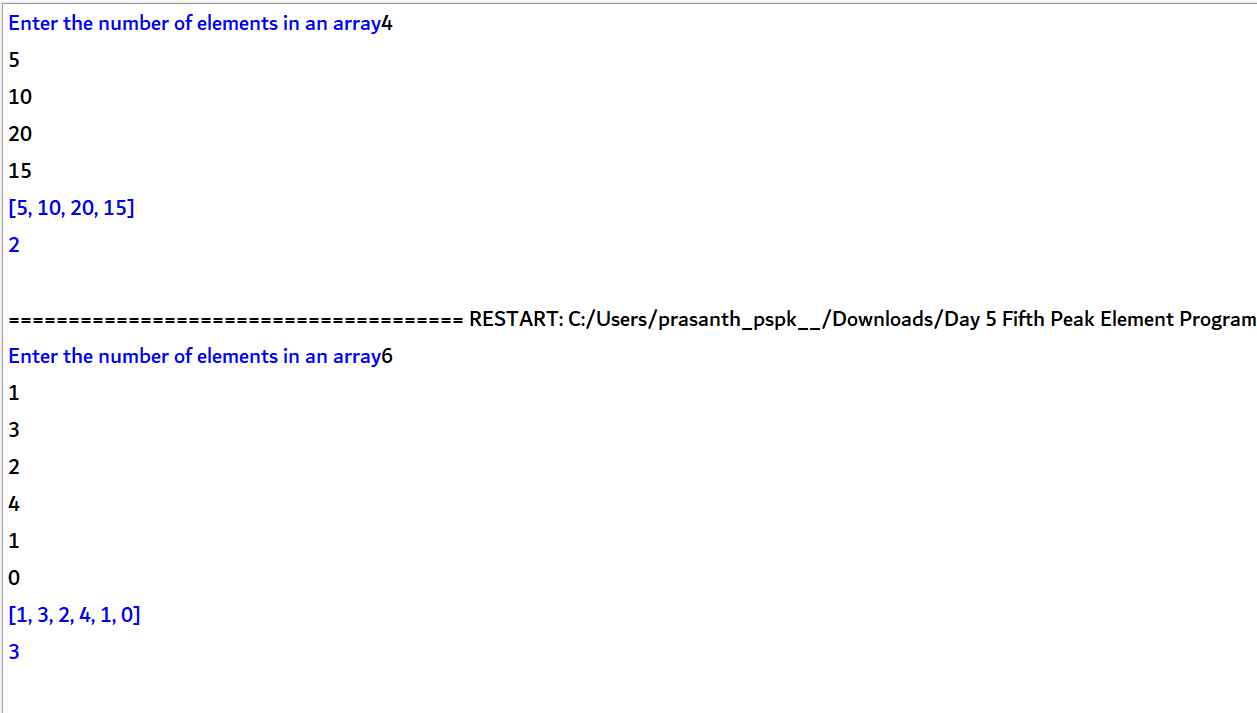 Enter the number of elements in an array4
5
10
20
15
[5, 10, 20, 15]
2
====================================== RESTART: C:/Users/prasanth_pspk__/Downloads/Day 5 Fifth Peak Element Program
Enter the number of elements in an array6
1
3
2
4
1
0
[1, 3, 2, 4, 1, 0]
3